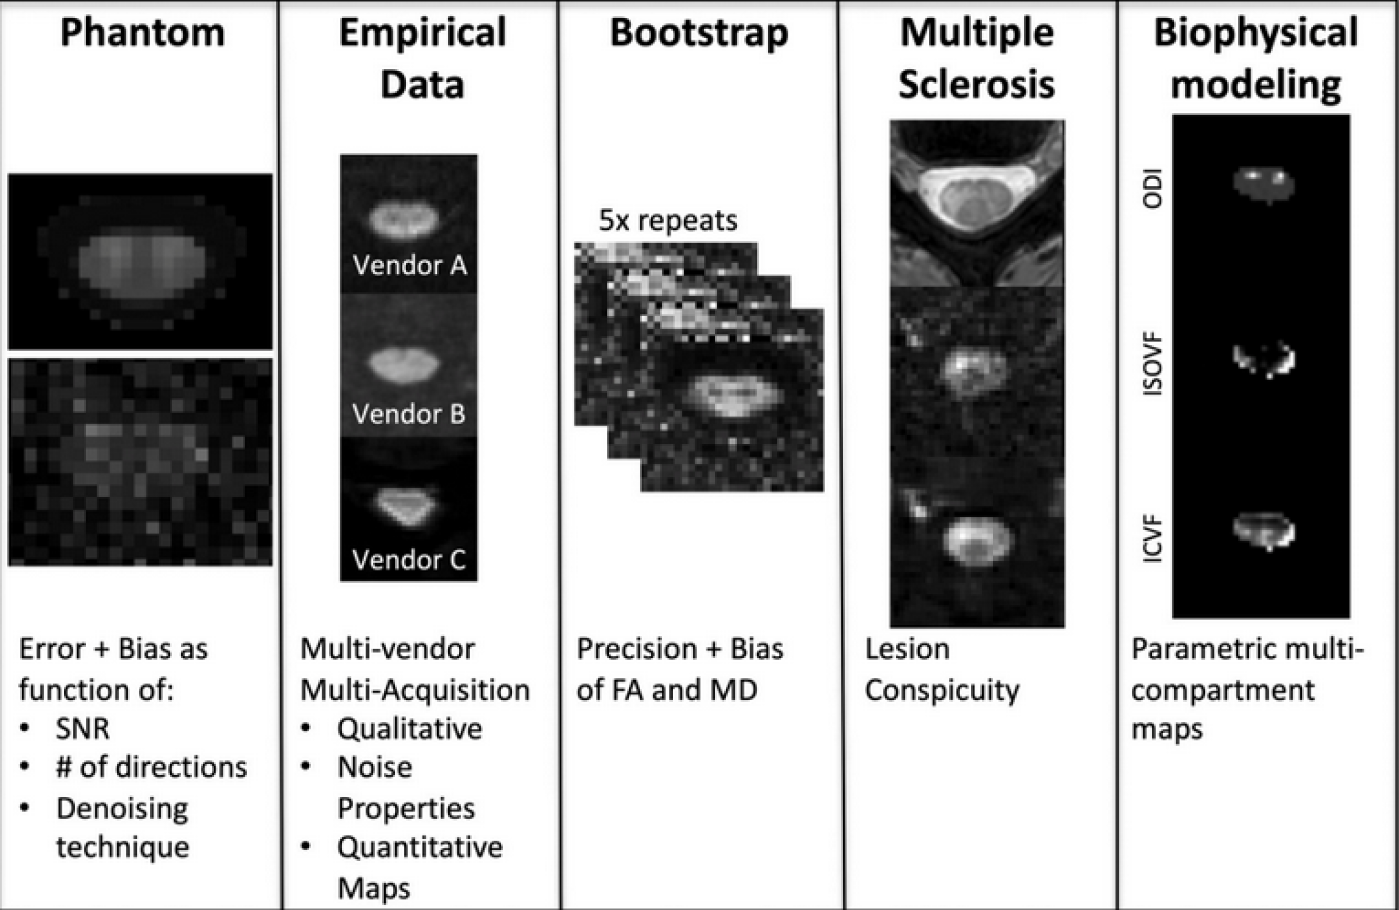 Phantom
Empirical
Data
Vendor A
Vendor B
Vendor C
Bootstrap
5x repeats
Multiple
Sclerosis
Biophysical
modeling
ODI
ISOVF
ICVF
Error + Bias as
function of:
• SNR
• # of directions
• Denoising
technique
Multi-vendor
Multi-Acquisition
• Qualitative
• Noise
Properties
• Quantitative
Maps
Precision + Bias
of FA and MD
Lesion
Conspicuity
Parametric multi-
compartment
maps